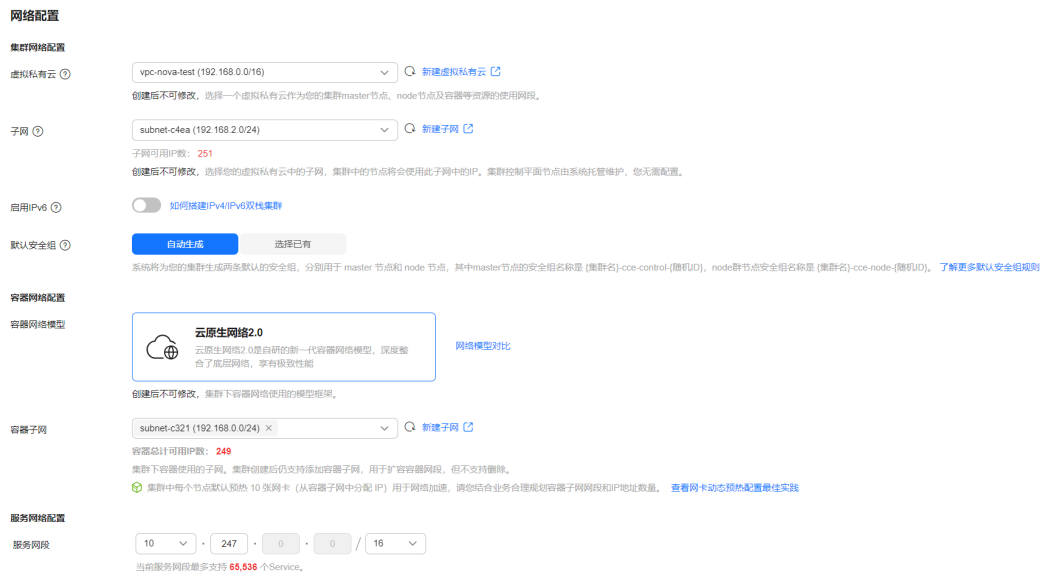 网络配置
集群网络配置
虚拟私有云 ? vpc-nova-test (192.168.0.0/16) 新建虚拟私有云
创建后不可修改，选择一个虚拟私有云作为您的集群master节点、node节点及容器等资源的使用网段。
子网 ? subnet-c4ea (192.168.2.0/24) 新建子网
子网可用IP数： 251
创建后不可修改，选择您的虚拟私有云中的子网，集群中的节点将会使用此子网中的IP。集群控制平面节点由系统托管维护，您无需配置。
启用IPv6 ? 如何搭建IPv4/IPv6双栈集群
默认安全组 ? 自动生成 选择已有
系统将为您的集群生成两条默认的安全组，分别用于 master 节点和 node 节点，其中master节点的安全组名称是 {集群名}-cce-control-{随机ID}，node群节点安全组名称是 {集群名}-cce-node-{随机ID}。 了解更多默认安全组规则
容器网络配置
容器网络模型
云原生网络2.0
云原生网络2.0是自研的新一代容器网络模型，深度整
合了底层网络，享有极致性能
网络模型对比
创建后不可修改，集群下容器网络使用的模型框架。
容器子网 subnet-c321 (192.168.0.0/24) × 新建子网
容器总计可用IP数： 249
集群下容器使用的子网。集群创建后仍支持添加容器子网，用于扩容容器网段，但不支持删除。
集群中每个节点默认预热 10 张网卡（从容器子网中分配 IP）用于网络加速，请您结合业务合理规划容器子网网段和IP地址数量。 查看网卡动态预热配置最佳实践
服务网络配置
服务网段 10 · 247 · 0 · 0 / 16
当前服务网段最多支持 65,536 个Service。